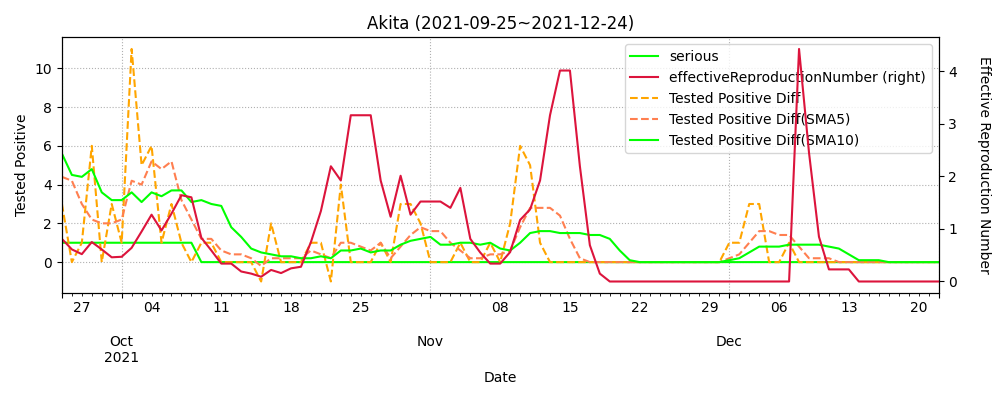 Akita (2021-09-25~2021-12-24)
serious
effectiveReproductionNumber (right)
Tested Positive Diff
Tested Positive Diff(SMA5)
Tested Positive Diff(SMA10)
Tested Positive
10
8
6
4
2
0
4
3
2
1
0
Effective Reproduction Number
27 04 11 18 25 08 15 22 29 06 13 20
Oct Nov Dec
2021
Date